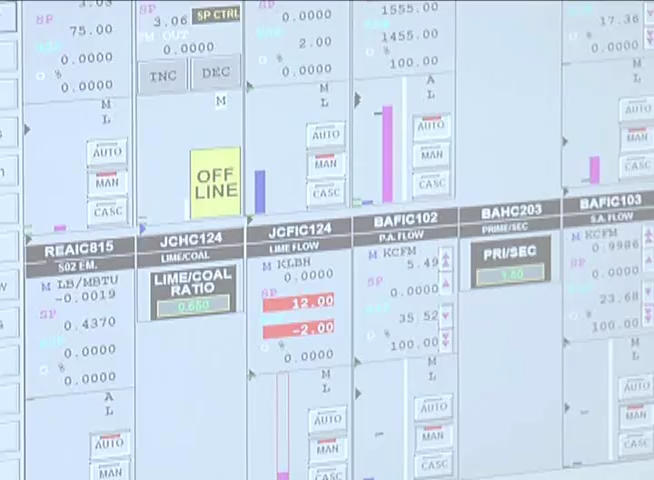 SP 3.03
75.00
0.0000
O %
0.0000
M
L
AUTO
MAN
CASC
SP
3.06 SP CTRL
M OUT
0.0000
INC DEC
M
OFF
LINE
SP 0.0000
2.00
O %
0.0000
M
L
AUTO
MAN
CASC
1555.00
1455.00
O %
100.00
A
L
AUTO
MAN
CASC
17.36
O %
0.0000
M
L
AUTO
MAN
CASC
REAIC815
SO2 EM.
M LB/MBTU
-0.0019
SP
0.4370
0.0000
O %
0.0000
A
L
AUTO
MAN
JCHC124
LIME/COAL
LIME/COAL
RATIO
0.650
JCFIC124
LIME FLOW
M KLBH
0.0000
SP
12.00
-2.00
O %
0.0000
M
L
AUTO
MAN
CASC
BAFIC102
P.A. FLOW
M KCFM
5.49
SP
0.0000
35.52
O %
100.00
M
L
AUTO
MAN
CASC
BAHC203
PRIME/SEC
PRI/SEC
BAFIC103
S.A. FLOW
M KCFM
0.9986
SP
0.0000
23.68
O %
100.00
M
L
AUTO
MAN
CASC